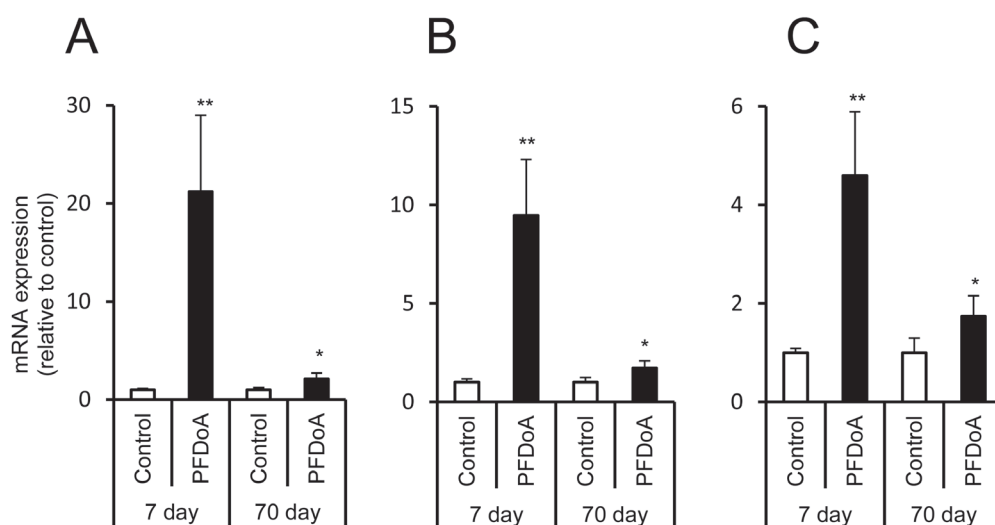 A
B
C
mRNA expression
(relative to control)
30
20
10
0
**
*
Control
PFDoA
Control
PFDoA
7 day
70 day
15
10
5
0
**
*
Control
PFDoA
Control
PFDoA
7 day
70 day
6
4
2
0
**
*
Control
PFDoA
Control
PFDoA
7 day
70 day